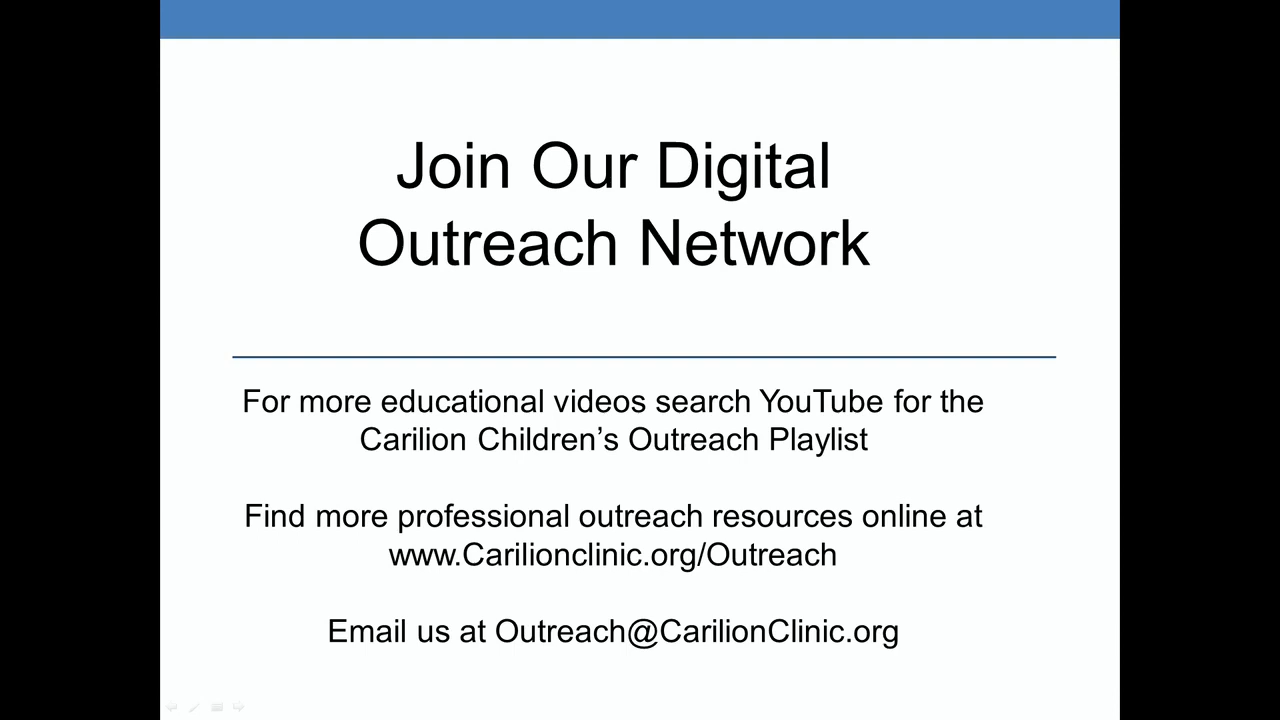 Join Our Digital
Outreach Network
For more educational videos search YouTube for the
Carilion Children’s Outreach Playlist
Find more professional outreach resources online at
www.Carilionclinic.org/Outreach
Email us at Outreach@CarilionClinic.org